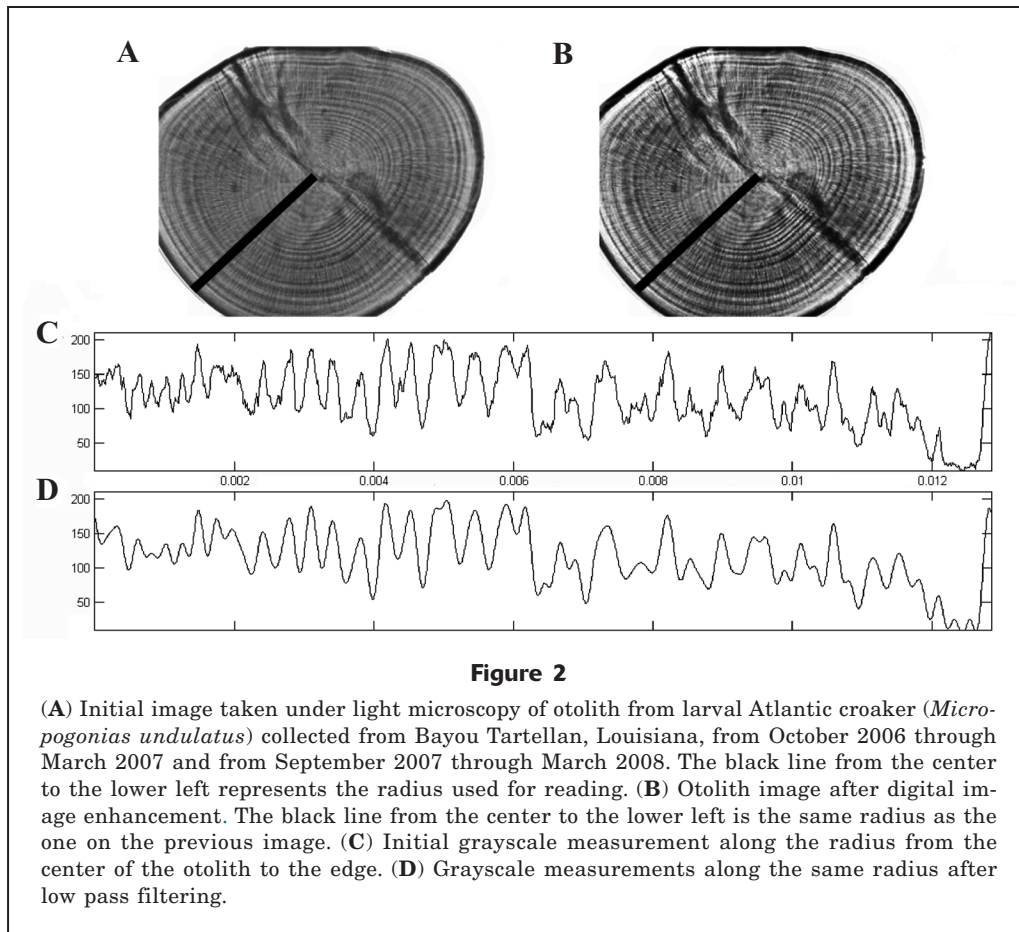 A
B
C
200
150
100
50
0.002 0.004 0.006 0.008 0.01 0.012
D
200
150
100
50
Figure 2
(A) Initial image taken under light microscopy of otolith from larval Atlantic croaker (Micro-
pogonias undulatus) collected from Bayou Tartellan, Louisiana, from October 2006 through
March 2007 and from September 2007 through March 2008. The black line from the center
to the lower left represents the radius used for reading. (B) Otolith image after digital im-
age enhancement. The black line from the center to the lower left is the same radius as the
one on the previous image. (C) Initial grayscale measurement along the radius from the
center of the otolith to the edge. (D) Grayscale measurements along the same radius after
low pass filtering.